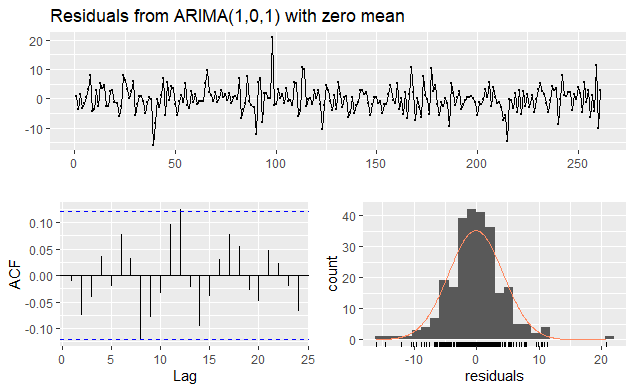 Residuals from ARIMA(1,0,1) with zero mean
20
10
0
-10
0 50 100 150 200 250
ACF
0.10
0.05
0.00
-0.05
-0.10
0 5 10 15 20 25
Lag
count
40
30
20
10
0
-10 0 10 20
residuals